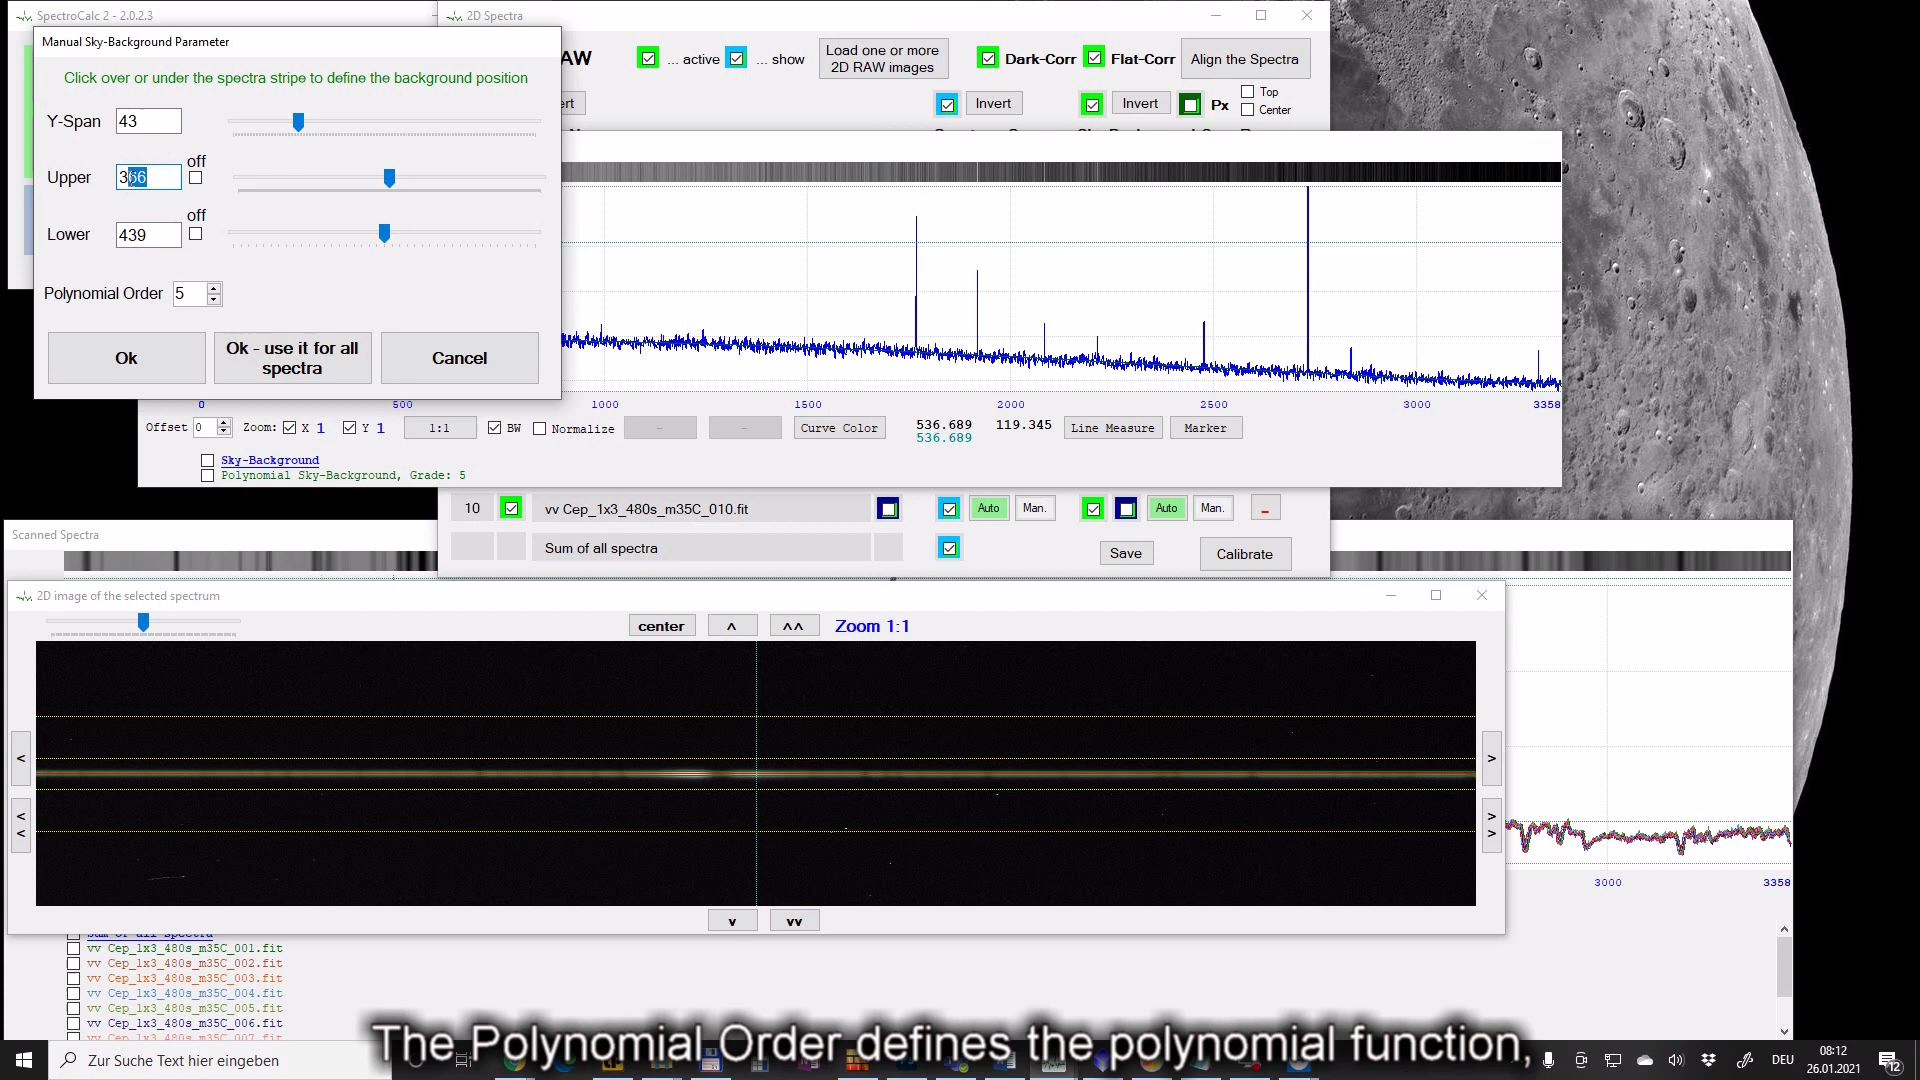 SpectroCalc 2 - 2.0.2.3
2D Spectra
Manual Sky-Background Parameter
Click over or under the spectra stripe to define the background position
Y-Span 43
Upper 366 off
Lower 439 off
Polynomial Order 5
Ok
Ok - use it for all
spectra
Cancel
AW
... active
... show
Load one or more
2D RAW images
Dark-Corr
Flat-Corr
Align the Spectra
Invert
Invert
Px
Top
Center
0 500 1000 1500 2000 2500 3000 3358
Offset 0 Zoom: X 1 Y 1 1:1 BW Normalize - - Curve Color 536.689 119.345 Line Measure Marker
536.689
Sky-Background
Polynomial Sky-Background, Grade: 5
10 vv Cep_1x3_480s_m35C_010.fit Auto Man. Auto Man. -
Sum of all spectra Save Calibrate
Scanned Spectra
2D image of the selected spectrum
center ^ ^^ Zoom 1:1
< >
<
<
>
>
v vv
3000 3358
Sum of all spectra
vv Cep_1x3_480s_m35C_001.fit
vv Cep_1x3_480s_m35C_002.fit
vv Cep_1x3_480s_m35C_003.fit
vv Cep_1x3_480s_m35C_004.fit
vv Cep_1x3_480s_m35C_005.fit
vv Cep_1x3_480s_m35C_006.fit
vv Cep_1x3_480s_m35C_007.fit
The Polynomial Order defines the polynomial function,
Zur Suche Text hier eingeben
DEU
08:12
26.01.2021
12